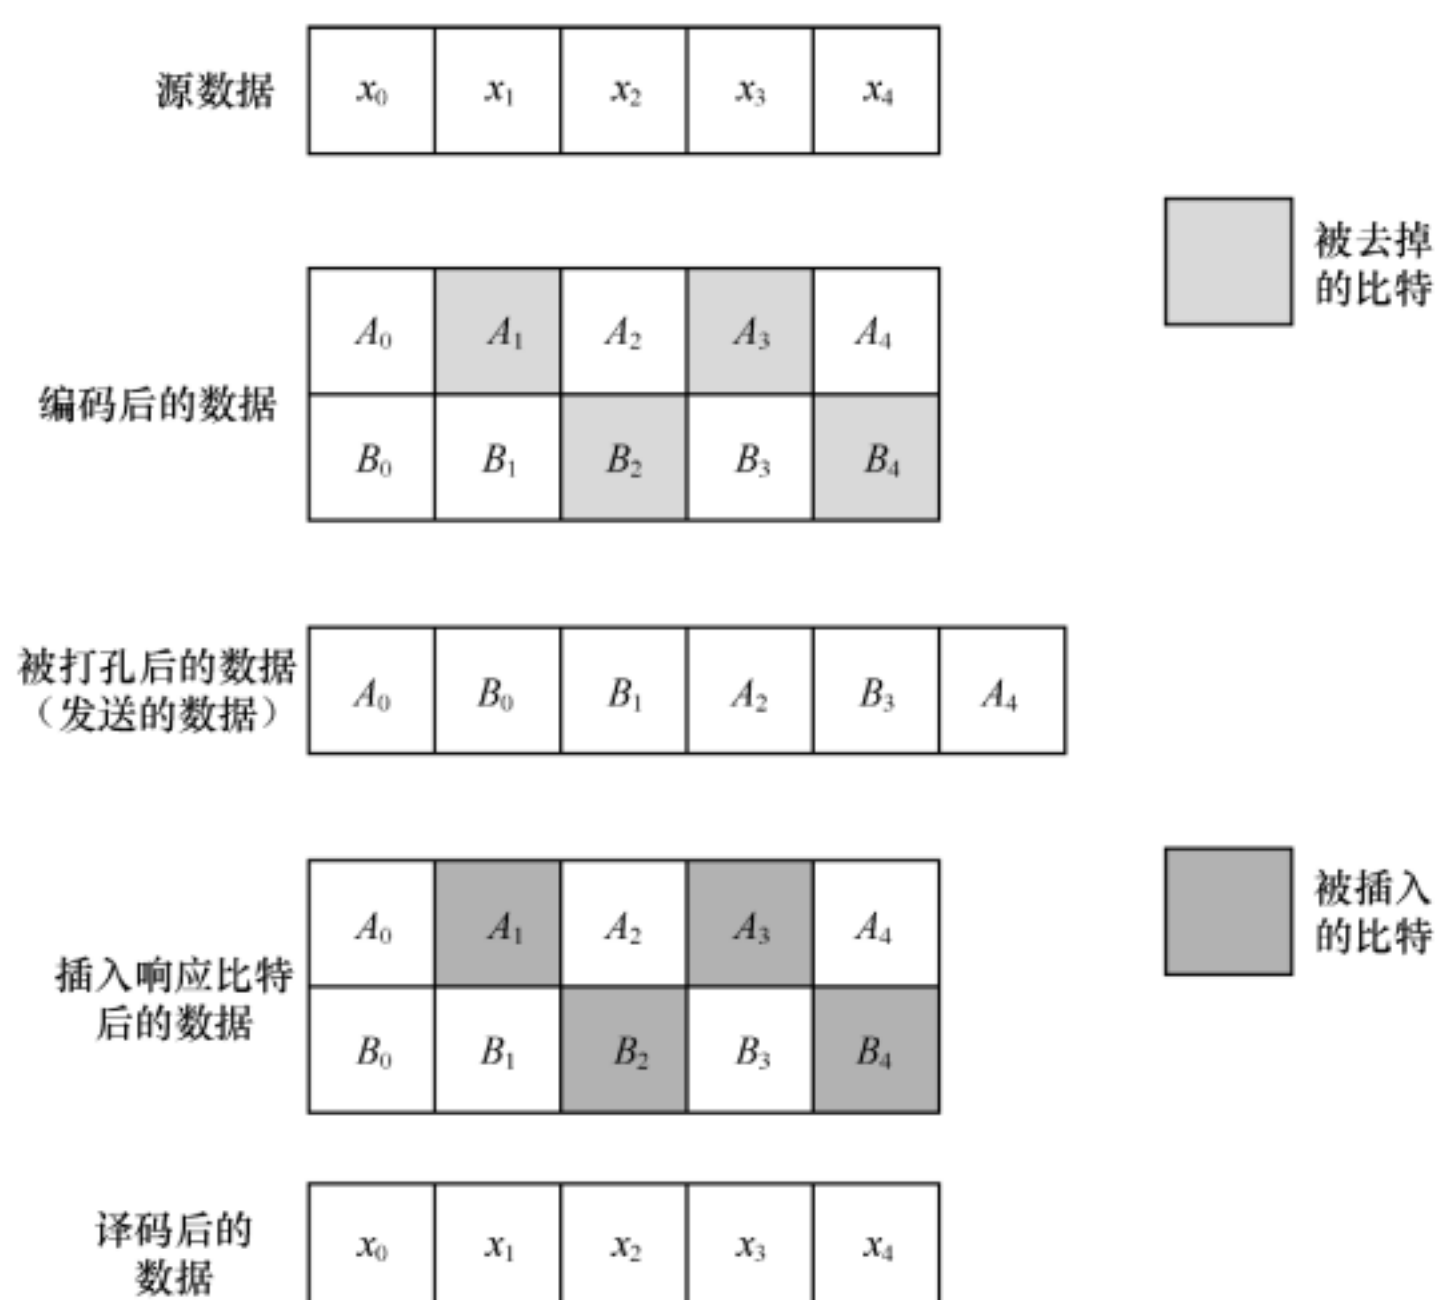 源数据 x₀ x₁ x₂ x₃ x₄
被去掉
的比特
编码后的数据
A₀ A₁ A₂ A₃ A₄
B₀ B₁ B₂ B₃ B₄
被打孔后的数据
（发送的数据）
A₀ B₀ B₁ A₂ B₃ A₄
被插入
的比特
插入响应比特
后的数据
A₀ A₁ A₂ A₃ A₄
B₀ B₁ B₂ B₃ B₄
译码后的
数据
x₀ x₁ x₂ x₃ x₄